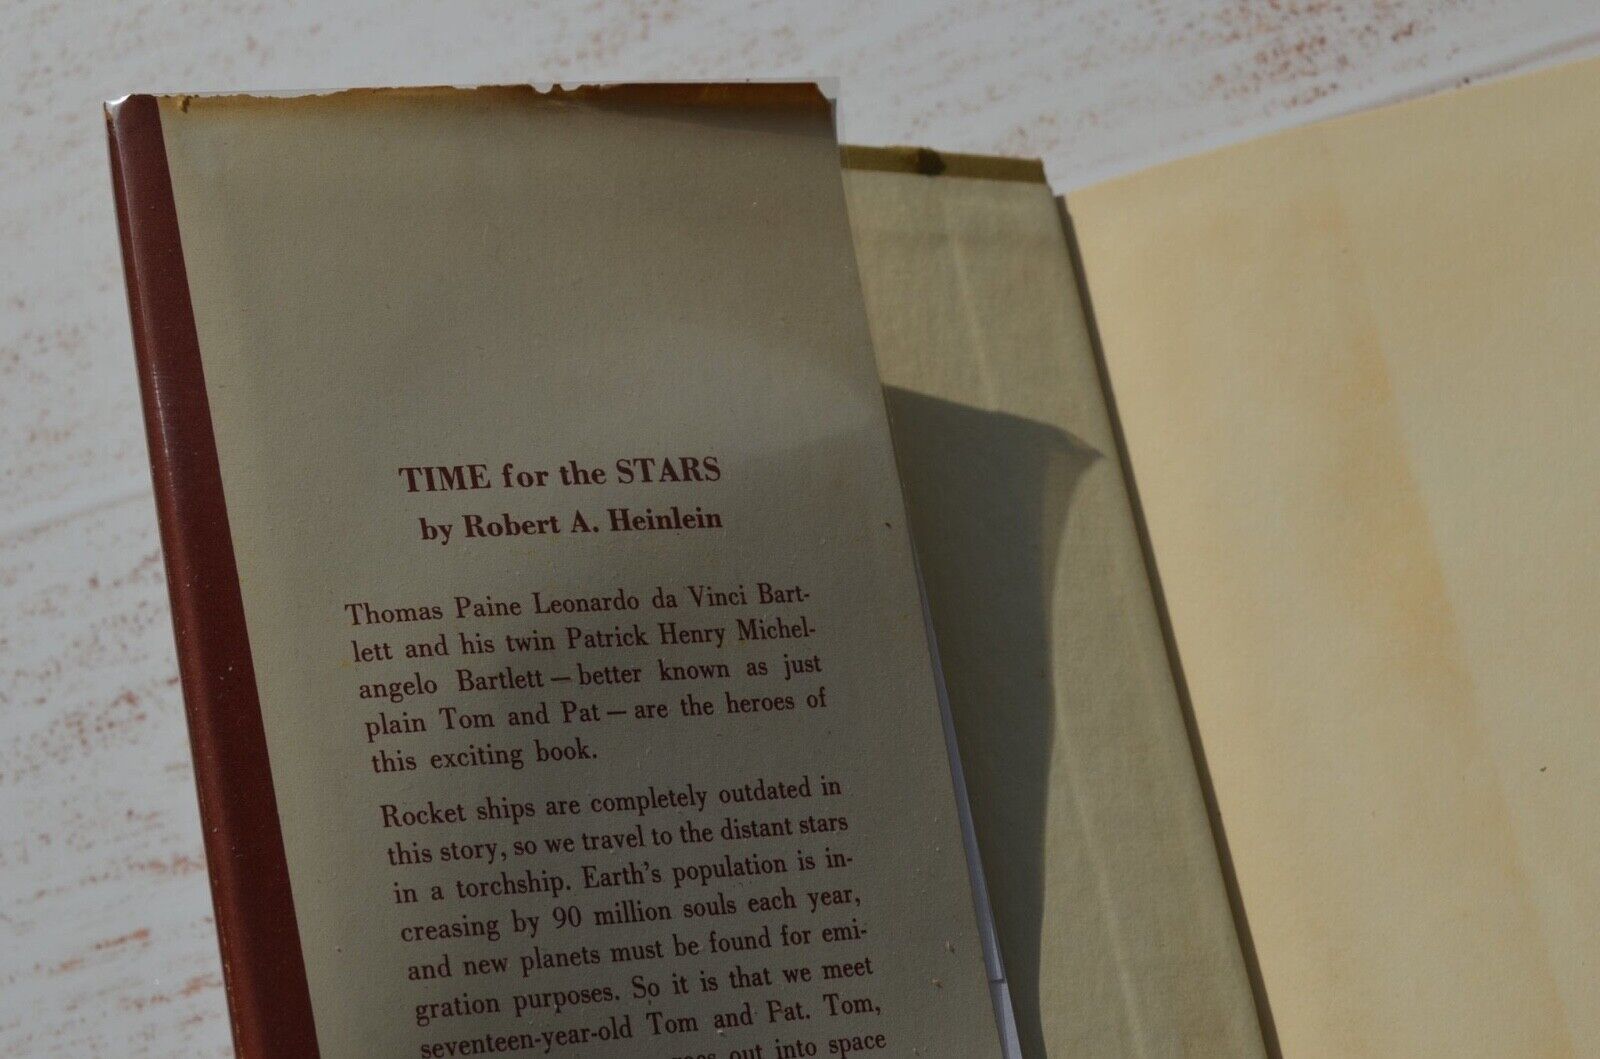 TIME for the STARS
by Robert A. Heinlein
Thomas Paine Leonardo da Vinci Bart-
lett and his twin Patrick Henry Michel-
angelo Bartlett — better known as just
plain Tom and Pat — are the heroes of
this exciting book.
Rocket ships are completely outdated in
this story, so we travel to the distant stars
in a torchship. Earth's population is in-
creasing by 90 million souls each year,
and new planets must be found for emi-
gration purposes. So it is that we meet
seventeen-year-old Tom and Pat. Tom,
out into space